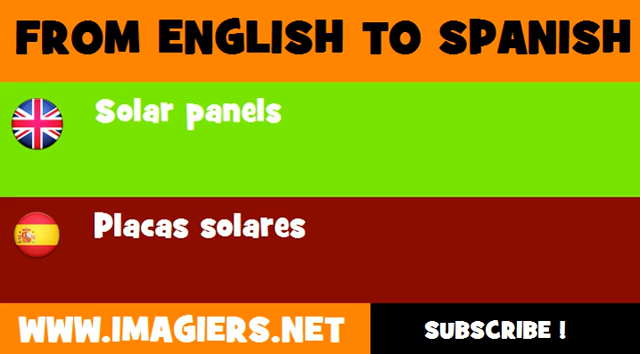 FROM ENGLISH TO SPANISH
Solar panels
Placas solares
WWW.IMAGIERS.NET
SUBSCRIBE !